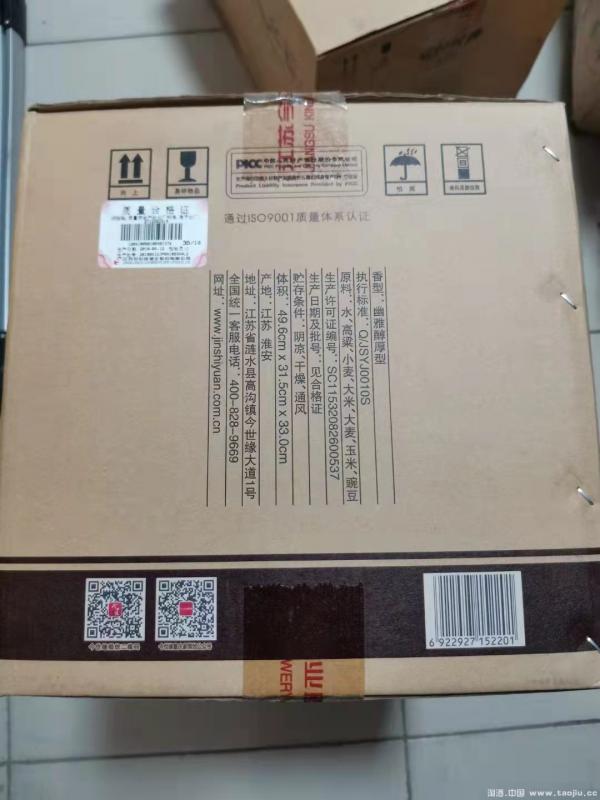 江苏
JIANGSU KING
向上
易碎物品
PICC
Product Liability Insurance Provided by PICC
怕雨
通过ISO9001质量体系认证
质量合格证
香型：幽雅醇厚型
执行标准：Q/JSYJ0010S
原料：水、高粱、小麦、大米、大麦、玉米、豌豆
生产许可证编号：SC11532082600537
生产日期及批号：见合格证
贮存条件：阴凉、干燥、通风
体积：49.6cm x 31.5cm x 33.0cm
产地：江苏 淮安
地址：江苏省涟水县高沟镇今世缘大道1号
全国统一客服电话：400-828-9669
网址：www.jinshiyuan.com.cn
6 922927 152201
WERY
淘酒.中国 www.taojiu.cc